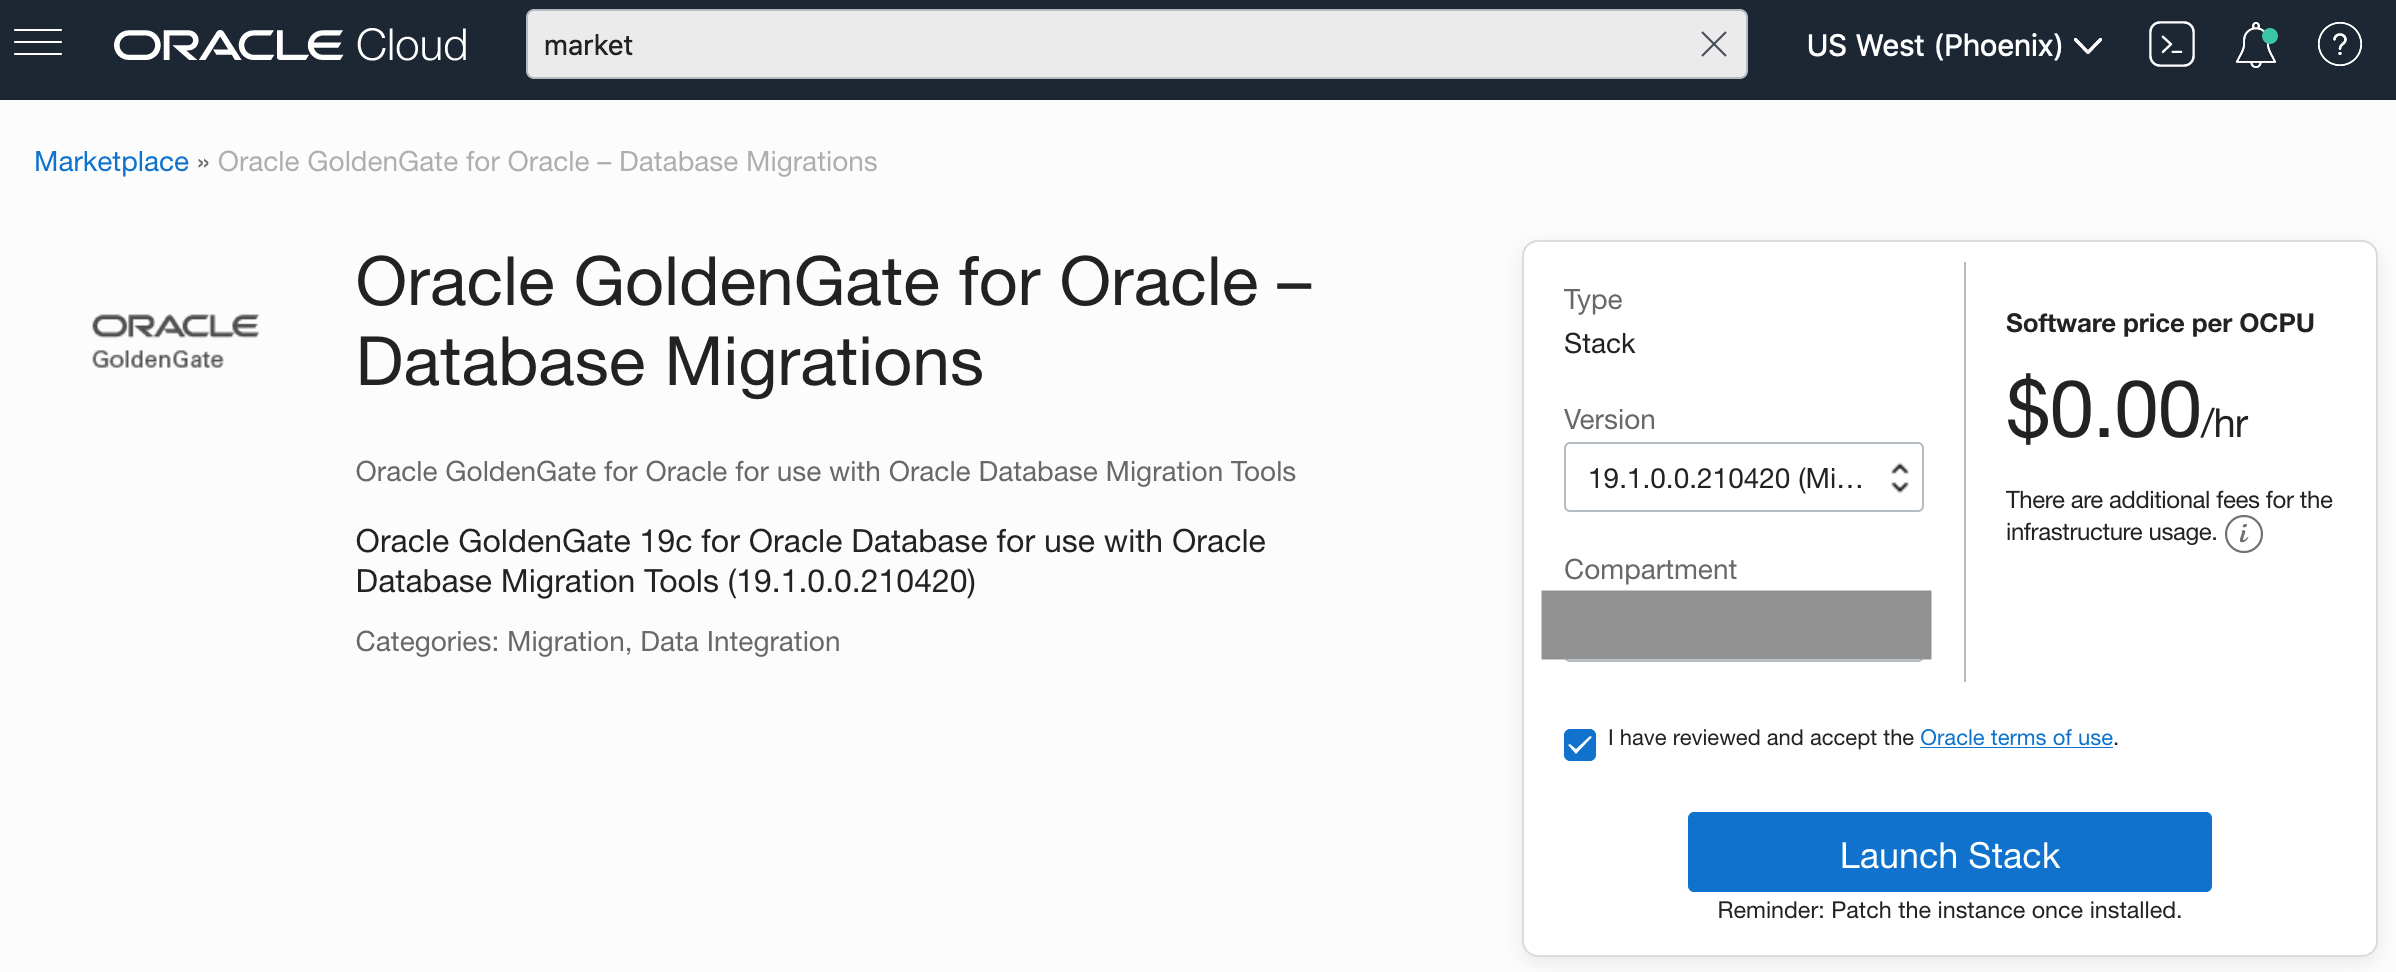 ORACLE Cloud
market
US West (Phoenix)
Marketplace » Oracle GoldenGate for Oracle – Database Migrations
ORACLE
GoldenGate
Oracle GoldenGate for Oracle –
Database Migrations
Oracle GoldenGate for Oracle for use with Oracle Database Migration Tools
Oracle GoldenGate 19c for Oracle Database for use with Oracle
Database Migration Tools (19.1.0.0.210420)
Categories: Migration, Data Integration
Type
Stack
Version
19.1.0.0.210420 (Mi...
Compartment
Software price per OCPU
$0.00/hr
There are additional fees for the
infrastructure usage.
I have reviewed and accept the Oracle terms of use.
Launch Stack
Reminder: Patch the instance once installed.